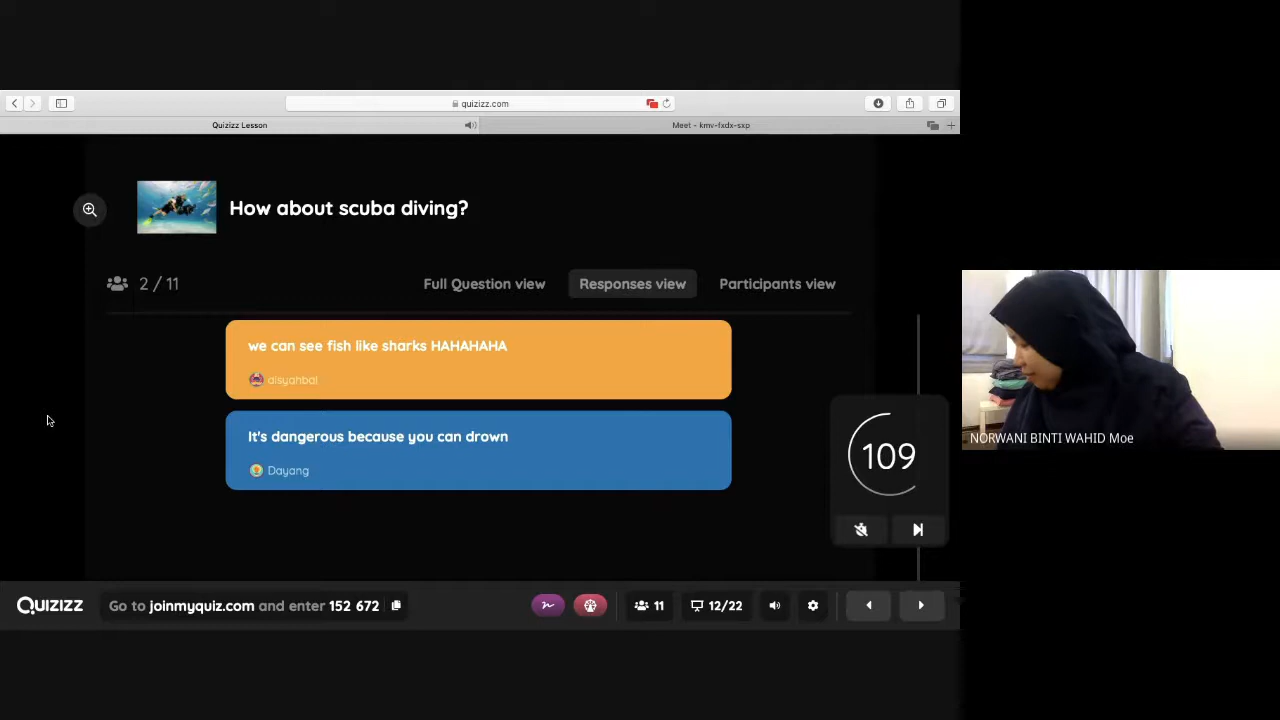 quizizz.com
Quizizz Lesson
Meet - kmv-fxdx-sxp
How about scuba diving?
2 / 11
Full Question view
Responses view
Participants view
we can see fish like sharks HAHAHAHA
aisyahbal
It's dangerous because you can drown
Dayang
109
NORWANI BINTI WAHID Moe
QUIZIZZ
Go to joinmyquiz.com and enter 152 672
11
12/22